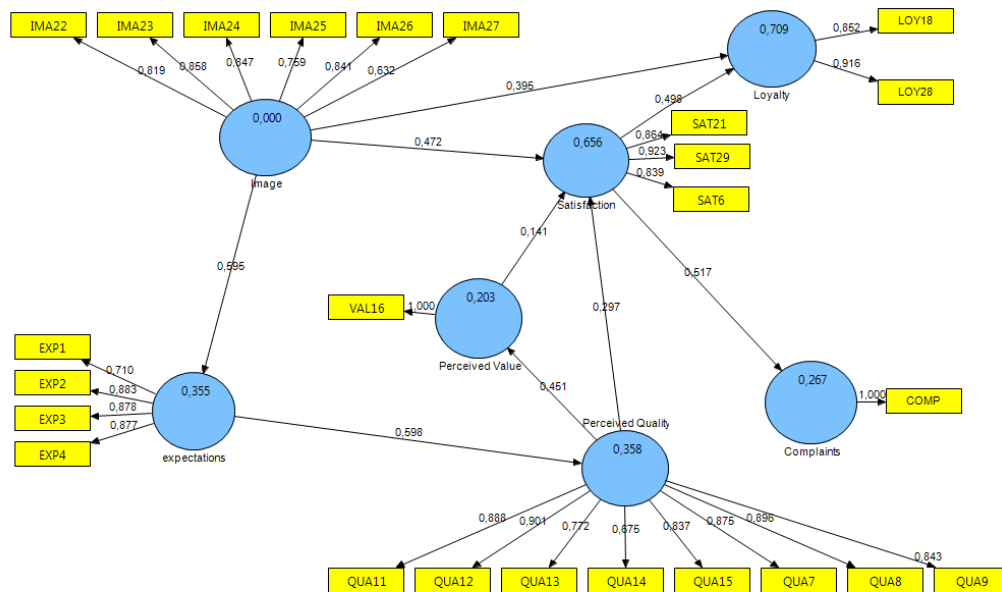 IMA22 IMA23 IMA24 IMA25 IMA26 IMA27
0,819 0,858 0,847 0,759 0,841 0,632
0,000
Image
0,709
Loyalty
0,852
LOY18
0,916
LOY28
0,395
0,472
0,498
0,656
Satisfaction
0,864
SAT21
0,923
SAT29
0,839
SAT6
0,595
0,141
0,297
0,517
VAL16
1,000
0,203
Perceived Value
0,451
EXP1
0,710
EXP2
0,883
EXP3
0,878
EXP4
0,877
0,355
expectations
0,598
Perceived Quality
0,358
0,267
Complaints
1,000
COMP
0,888 0,901 0,772 0,675 0,837 0,875 0,896 0,843
QUA11 QUA12 QUA13 QUA14 QUA15 QUA7 QUA8 QUA9